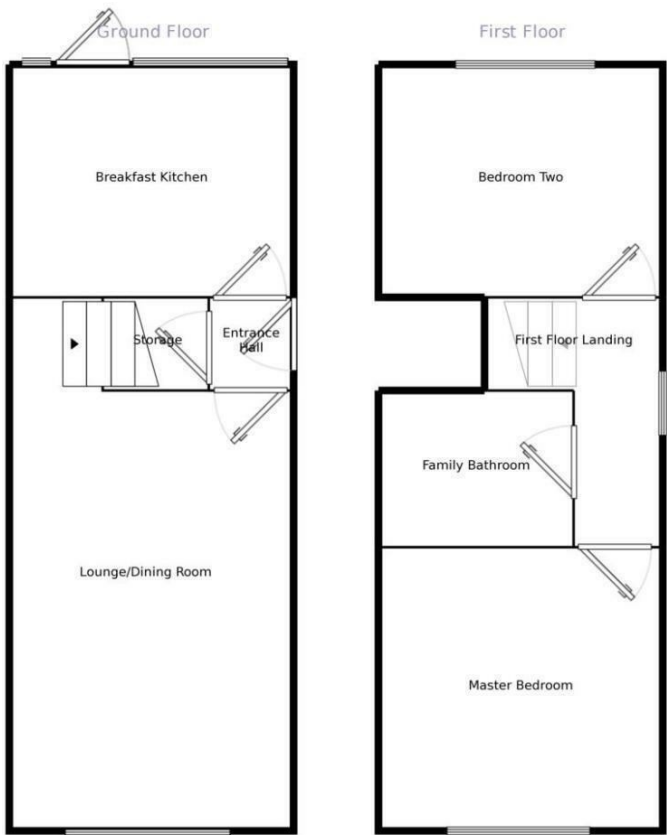 Ground Floor
Breakfast Kitchen
Storage
Entrance
Hall
Lounge/Dining Room
First Floor
Bedroom Two
First Floor Landing
Family Bathroom
Master Bedroom